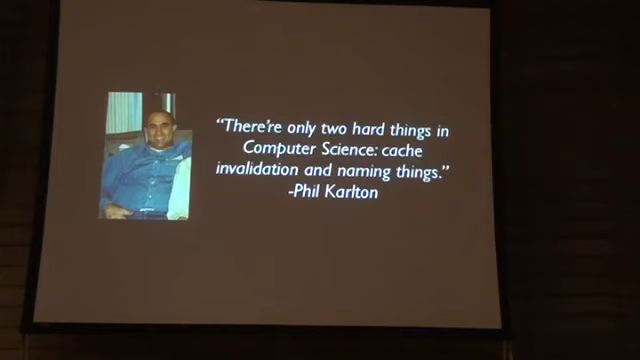 “There’re only two hard things in
Computer Science: cache
invalidation and naming things.”
-Phil Karlton